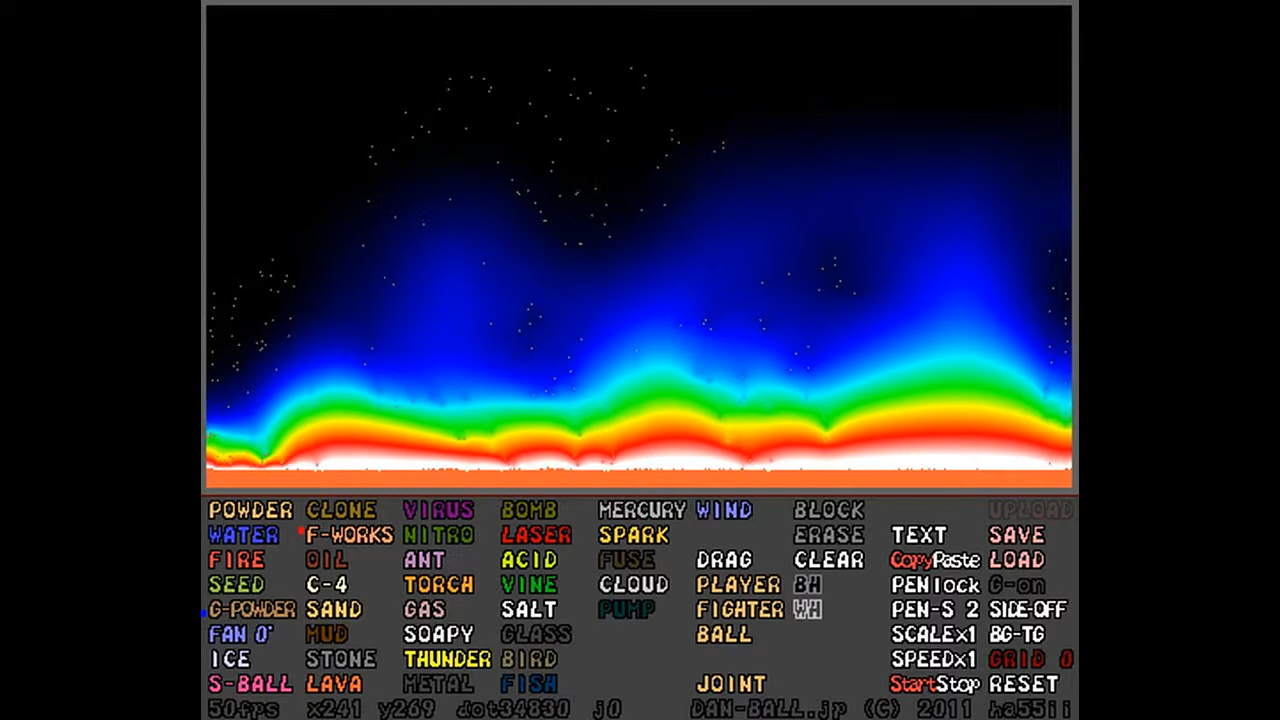 POWDER CLONE VIRUS BOMB MERCURY WIND BLOCK UPLOAD
WATER F-WORKS NITRO LASER SPARK ERASE TEXT SAVE
FIRE OIL ANT ACID FUSE DRAG CLEAR CopyPaste LOAD
SEED C-4 TORCH VINE CLOUD PLAYER BH PENlock G-on
G-POWDER SAND GAS SALT PUMP FIGHTER WH PEN-S 2 SIDE-OFF
FAN 0° MUD SOAPY GLASS BALL SCALEx1 BG-TG
ICE STONE THUNDER BIRD SPEEDx1 GRID 0
S-BALL LAVA METAL FISH JOINT StartStop RESET
50fps x241 y269 dot34830 j0 DAN-BALL.jp (C) 2011 ha55ii